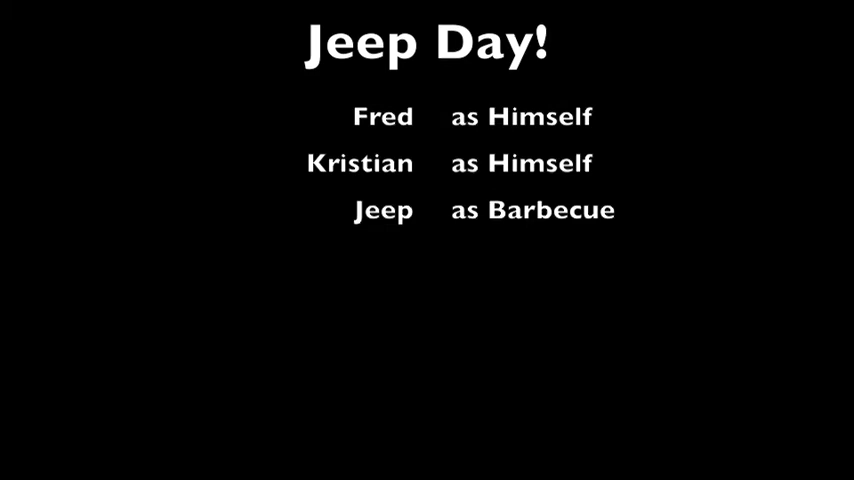 Jeep Day!
Fred as Himself
Kristian as Himself
Jeep as Barbecue